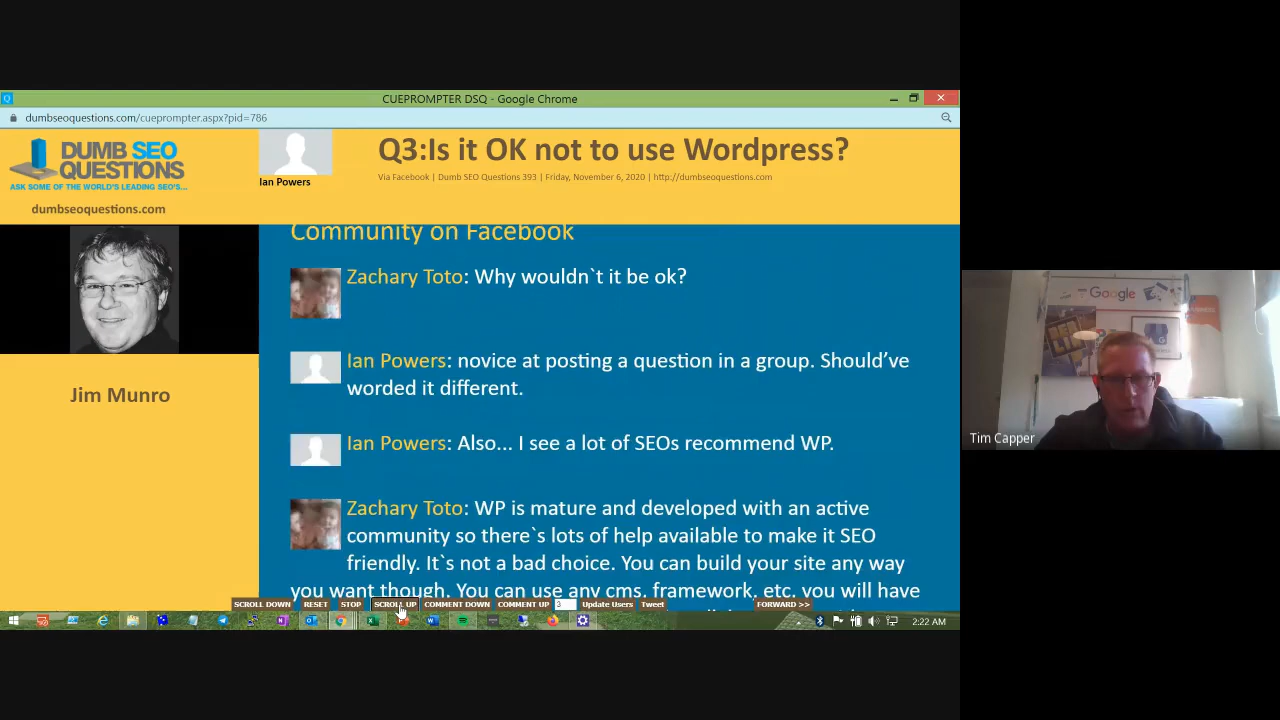 CUEPROMPTER DSQ - Google Chrome
dumbseoquestions.com/cueprompter.aspx?pid=786
DUMB SEO
QUESTIONS
ASK SOME OF THE WORLD'S LEADING SEO'S...
dumbseoquestions.com
Ian Powers
Q3:Is it OK not to use Wordpress?
Via Facebook | Dumb SEO Questions 393 | Friday, November 6, 2020 | http://dumbseoquestions.com
Jim Munro
Community on Facebook
Zachary Toto: Why wouldn`t it be ok?
Ian Powers: novice at posting a question in a group. Should've
worded it different.
Ian Powers: Also... I see a lot of SEOs recommend WP.
Zachary Toto: WP is mature and developed with an active
community so there`s lots of help available to make it SEO
friendly. It`s not a bad choice. You can build your site any way
you want though. You can use any cms, framework, etc, you will have
SCROLL DOWN RESET STOP SCROLL UP COMMENT DOWN COMMENT UP 3 Update Users Tweet FORWARD >>
2:22 AM
Google
Tim Capper